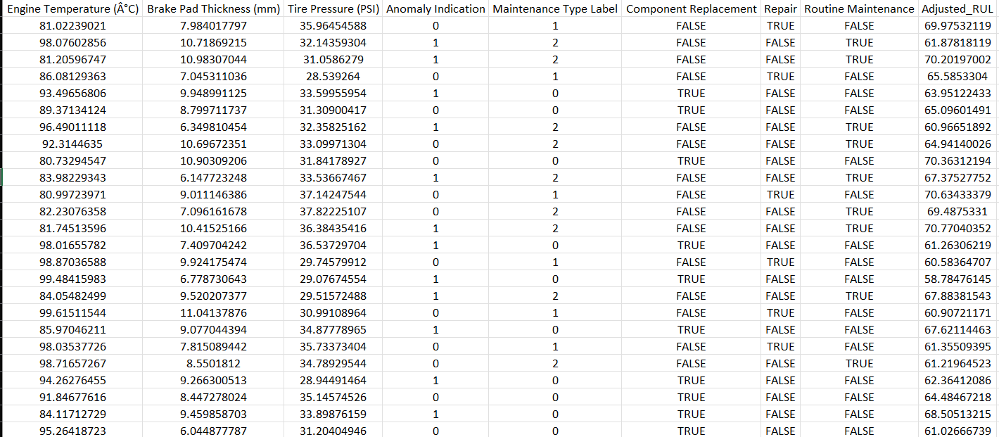 Engine Temperature (Â°C) Brake Pad Thickness (mm) Tire Pressure (PSI) Anomaly Indication Maintenance Type Label Component Replacement Repair Routine Maintenance Adjusted_RUL
81.02239021 7.984017797 35.96454588 0 1 FALSE TRUE FALSE 69.97532119
98.07602856 10.71869215 32.14359304 1 2 FALSE FALSE TRUE 61.87818119
81.20596747 10.98307044 31.0586279 1 2 FALSE FALSE TRUE 70.20197002
86.08129363 7.045311036 28.539264 0 1 FALSE TRUE FALSE 65.5853304
93.49656806 9.948991125 33.59955954 1 0 TRUE FALSE FALSE 63.95122433
89.37134124 8.799711737 31.30900417 0 0 TRUE FALSE FALSE 65.09601491
96.49011118 6.349810454 32.35825162 1 2 FALSE FALSE TRUE 60.96651892
92.3144635 10.69672351 33.09971304 0 2 FALSE FALSE TRUE 64.94140026
80.73294547 10.90309206 31.84178927 0 0 TRUE FALSE FALSE 70.36312194
83.98229343 6.147723248 33.53667467 1 2 FALSE FALSE TRUE 67.37527752
80.99723971 9.011146386 37.14247544 0 1 FALSE TRUE FALSE 70.63433379
82.23076358 7.096161678 37.82225107 0 2 FALSE FALSE TRUE 69.4875331
81.74513596 10.41525166 36.38435416 1 2 FALSE FALSE TRUE 70.77040352
98.01655782 7.409704242 36.53729704 1 0 TRUE FALSE FALSE 61.26306219
98.87036588 9.924175474 29.74579912 0 1 FALSE TRUE FALSE 60.58364707
99.48415983 6.778730643 29.07674554 1 0 TRUE FALSE FALSE 58.78476145
84.05482499 9.520207377 29.51572488 1 2 FALSE FALSE TRUE 67.88381543
99.61511544 11.04137876 30.99108964 0 1 FALSE TRUE FALSE 60.90721171
85.97046211 9.077044394 34.87778965 1 0 TRUE FALSE FALSE 67.62114463
98.03537726 7.815089442 35.73373404 0 1 FALSE TRUE FALSE 61.35509395
98.71657267 8.5501812 34.78929544 0 2 FALSE FALSE TRUE 61.21964523
94.26276455 9.266300513 28.94491464 1 0 TRUE FALSE FALSE 62.36412086
91.84677616 8.447278024 35.14574526 0 0 TRUE FALSE FALSE 64.48467218
84.11712729 9.459858703 33.89876159 1 0 TRUE FALSE FALSE 68.50513215
95.26418723 6.044877787 31.20404946 0 0 TRUE FALSE FALSE 61.02666739